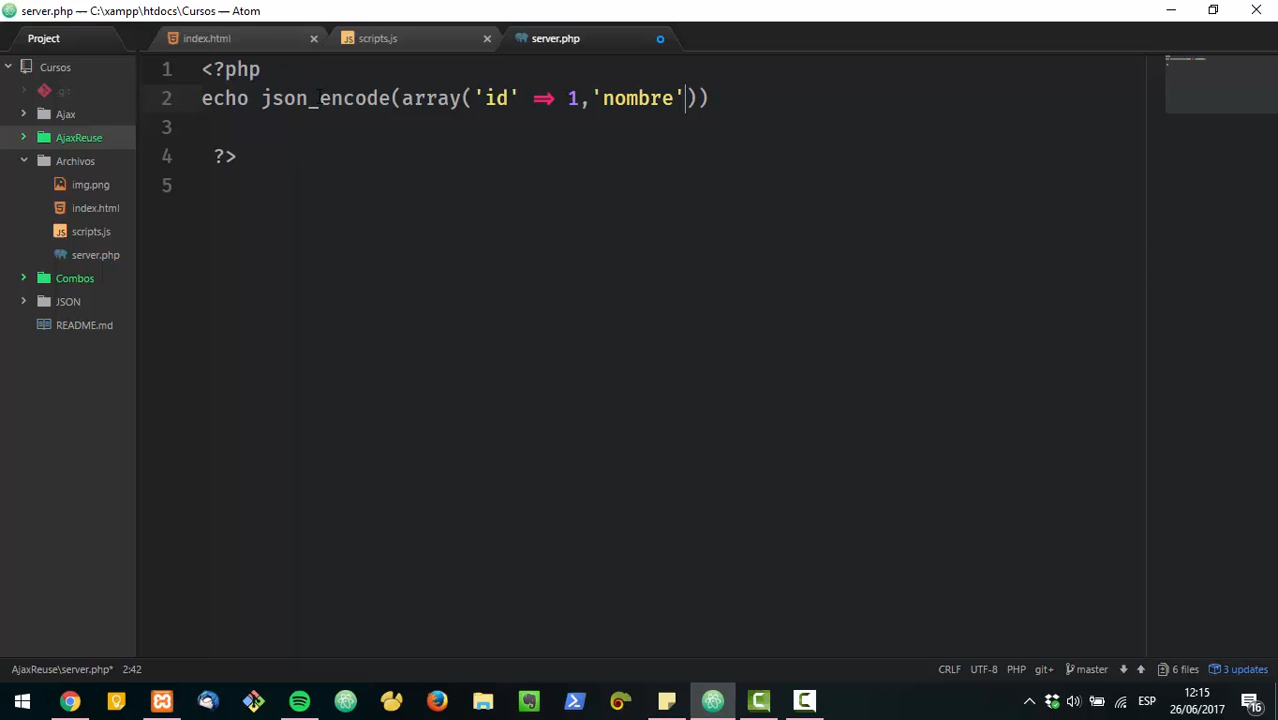 server.php — C:\xampp\htdocs\Cursos — Atom
Project
index.html
scripts.js
server.php
Cursos
.git
Ajax
AjaxReuse
Archivos
img.png
index.html
scripts.js
server.php
Combos
JSON
README.md
1 <?php
2 echo json_encode(array('id' => 1,'nombre'))
3
4 ?>
5
AjaxReuse\server.php* 2:42
CRLF UTF-8 PHP git+ master 6 files 3 updates
ESP
12:15
26/06/2017
16